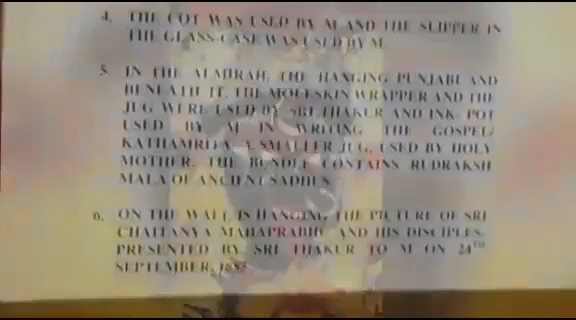 4. THE COT WAS USED BY M AND THE SLIPPER IN
THE GLASS CASE WAS USED BY M
5. IN THE ALMIRAH, THE HANGING PUNJABI AND
BENEATH IT, THE MOLESKIN WRAPPER AND THE
JUG WERE USED BY SRI THAKUR AND INK POT
USED BY M IN WRITING THE GOSPEL/
KATHAMRITA, A SMALLER JUG, USED BY HOLY
MOTHER. THE BUNDLE CONTAINS RUDRAKSH
MALA OF ANCIENT SADHUS
6. ON THE WALL IS HANGING THE PICTURE OF SRI
CHAITANYA MAHAPRABHU AND HIS DISCIPLES,
PRESENTED BY SRI THAKUR TO M ON 24TH
SEPTEMBER,